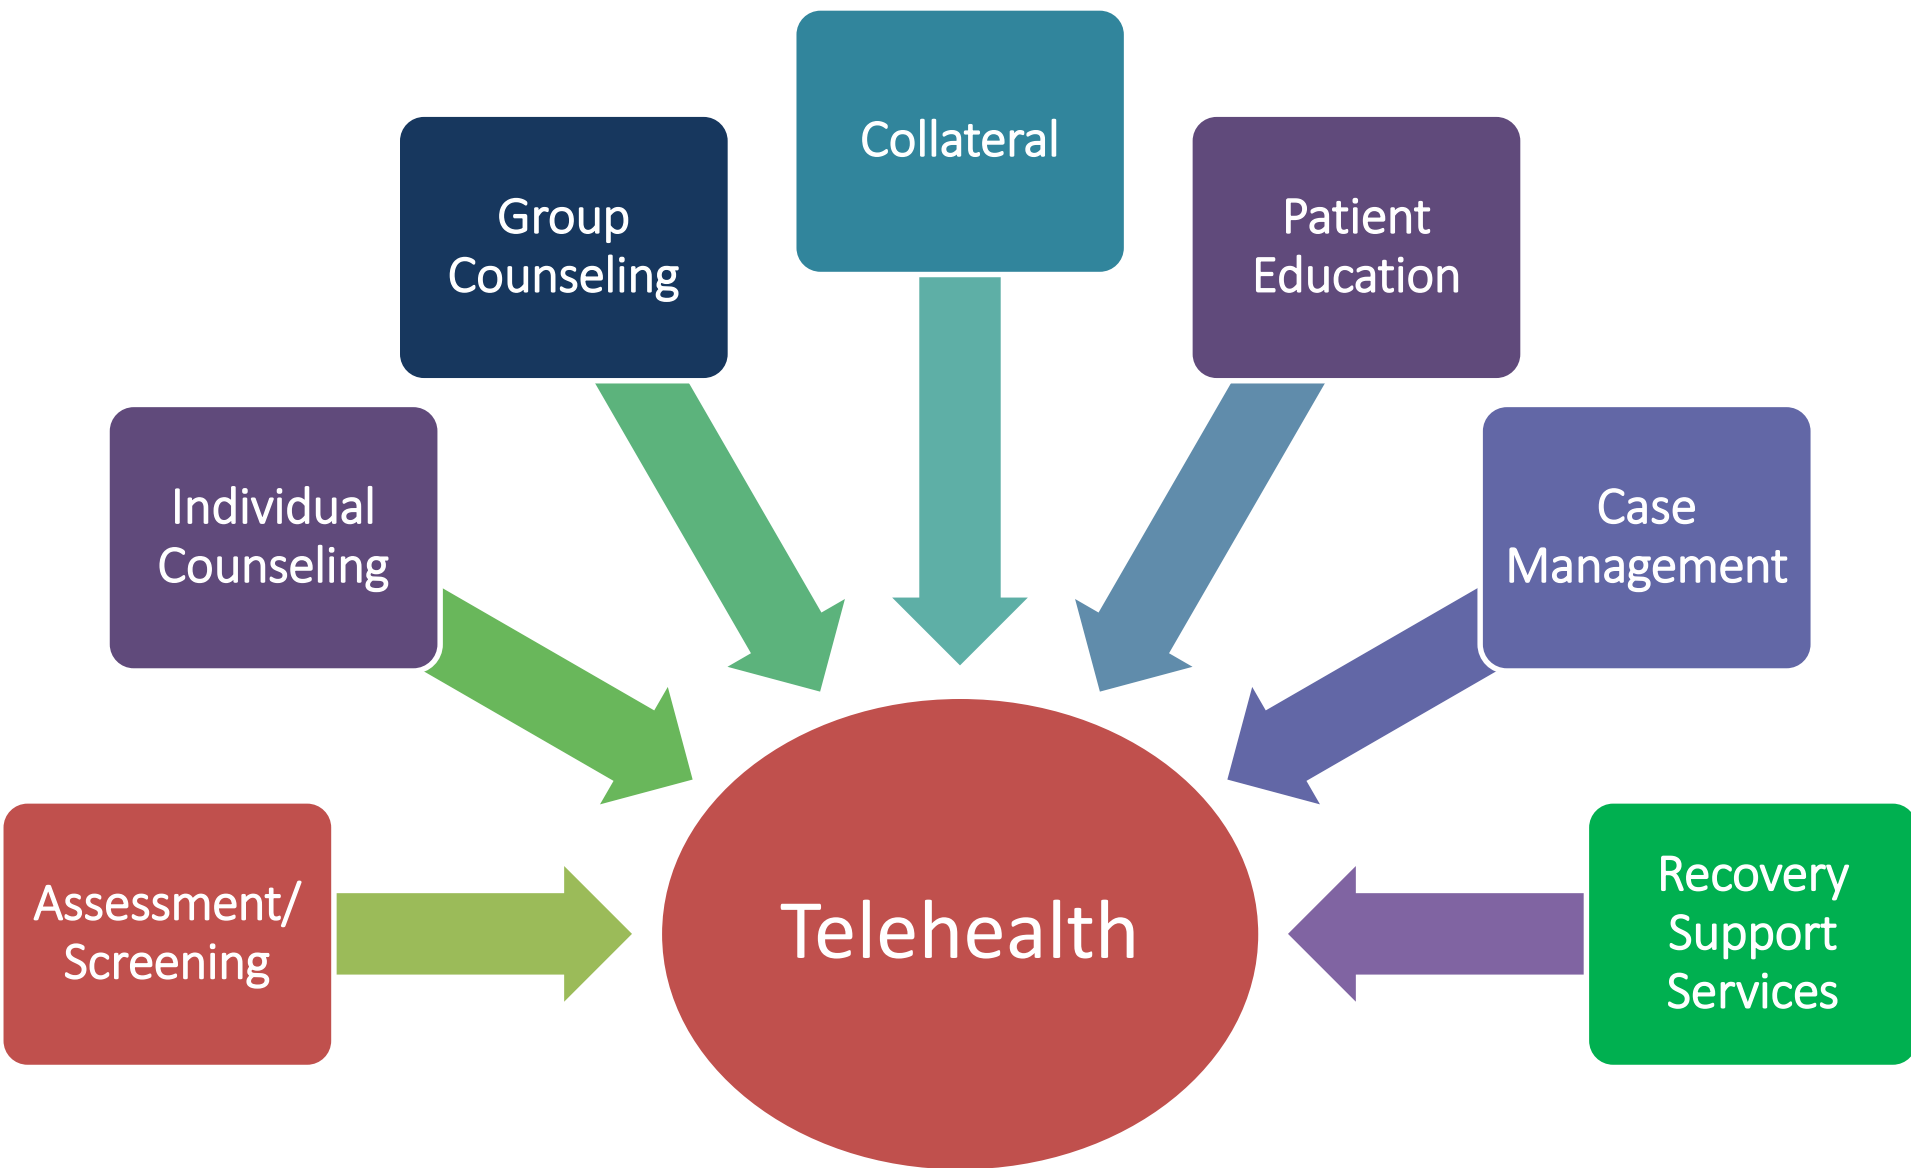 Collateral
Group
Counseling
Patient
Education
Individual
Counseling
Case
Management
Assessment/
Screening
Telehealth
Recovery
Support
Services